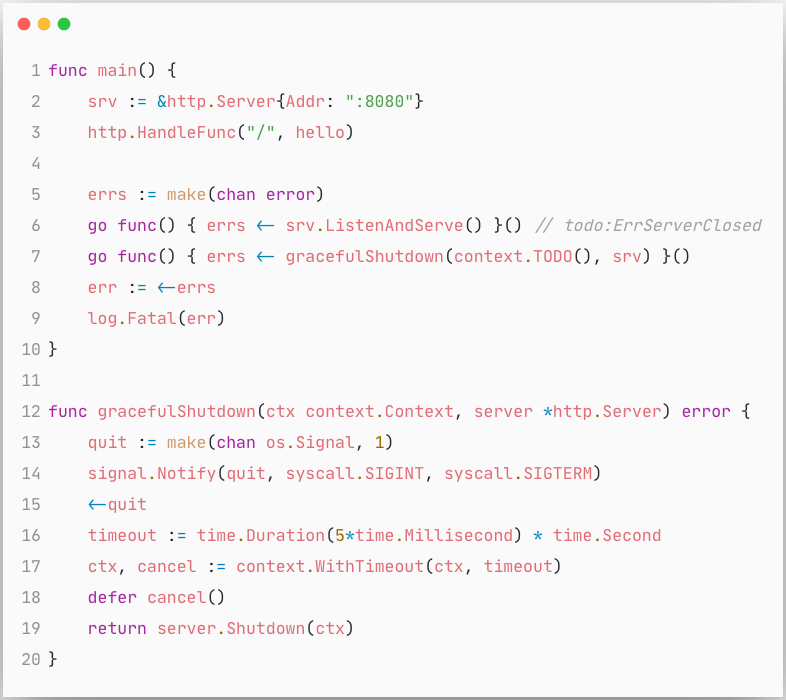 1 func main() {
2     srv := &http.Server{Addr: ":8080"}
3     http.HandleFunc("/", hello)
4
5     errs := make(chan error)
6     go func() { errs <- srv.ListenAndServe() }() // todo:ErrServerClosed
7     go func() { errs <- gracefulShutdown(context.TODO(), srv) }()
8     err := <-errs
9     log.Fatal(err)
10 }
11
12 func gracefulShutdown(ctx context.Context, server *http.Server) error {
13     quit := make(chan os.Signal, 1)
14     signal.Notify(quit, syscall.SIGINT, syscall.SIGTERM)
15     <-quit
16     timeout := time.Duration(5*time.Millisecond) * time.Second
17     ctx, cancel := context.WithTimeout(ctx, timeout)
18     defer cancel()
19     return server.Shutdown(ctx)
20 }